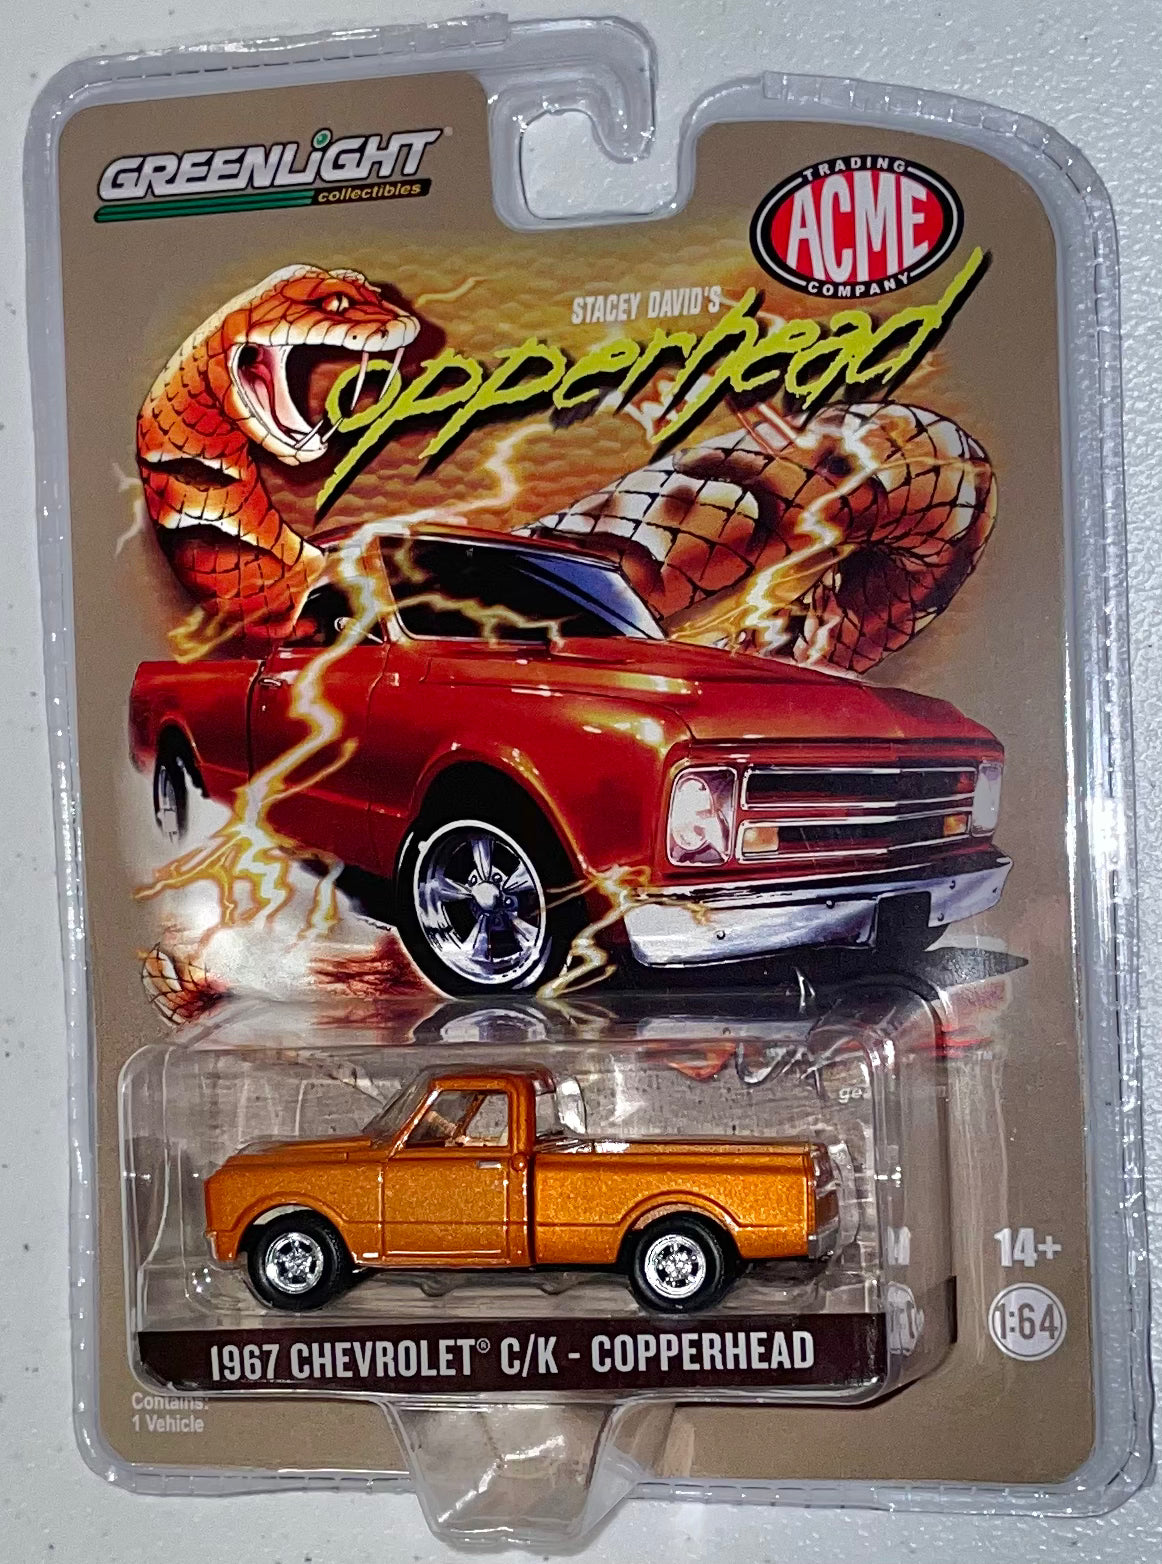 GREENLiGHT
collectibles
TRADING
ACME
COMPANY
STACEY DAVID'S
Copperhead
14+
1:64
1967 CHEVROLET® C/K - COPPERHEAD
Contains:
1 Vehicle